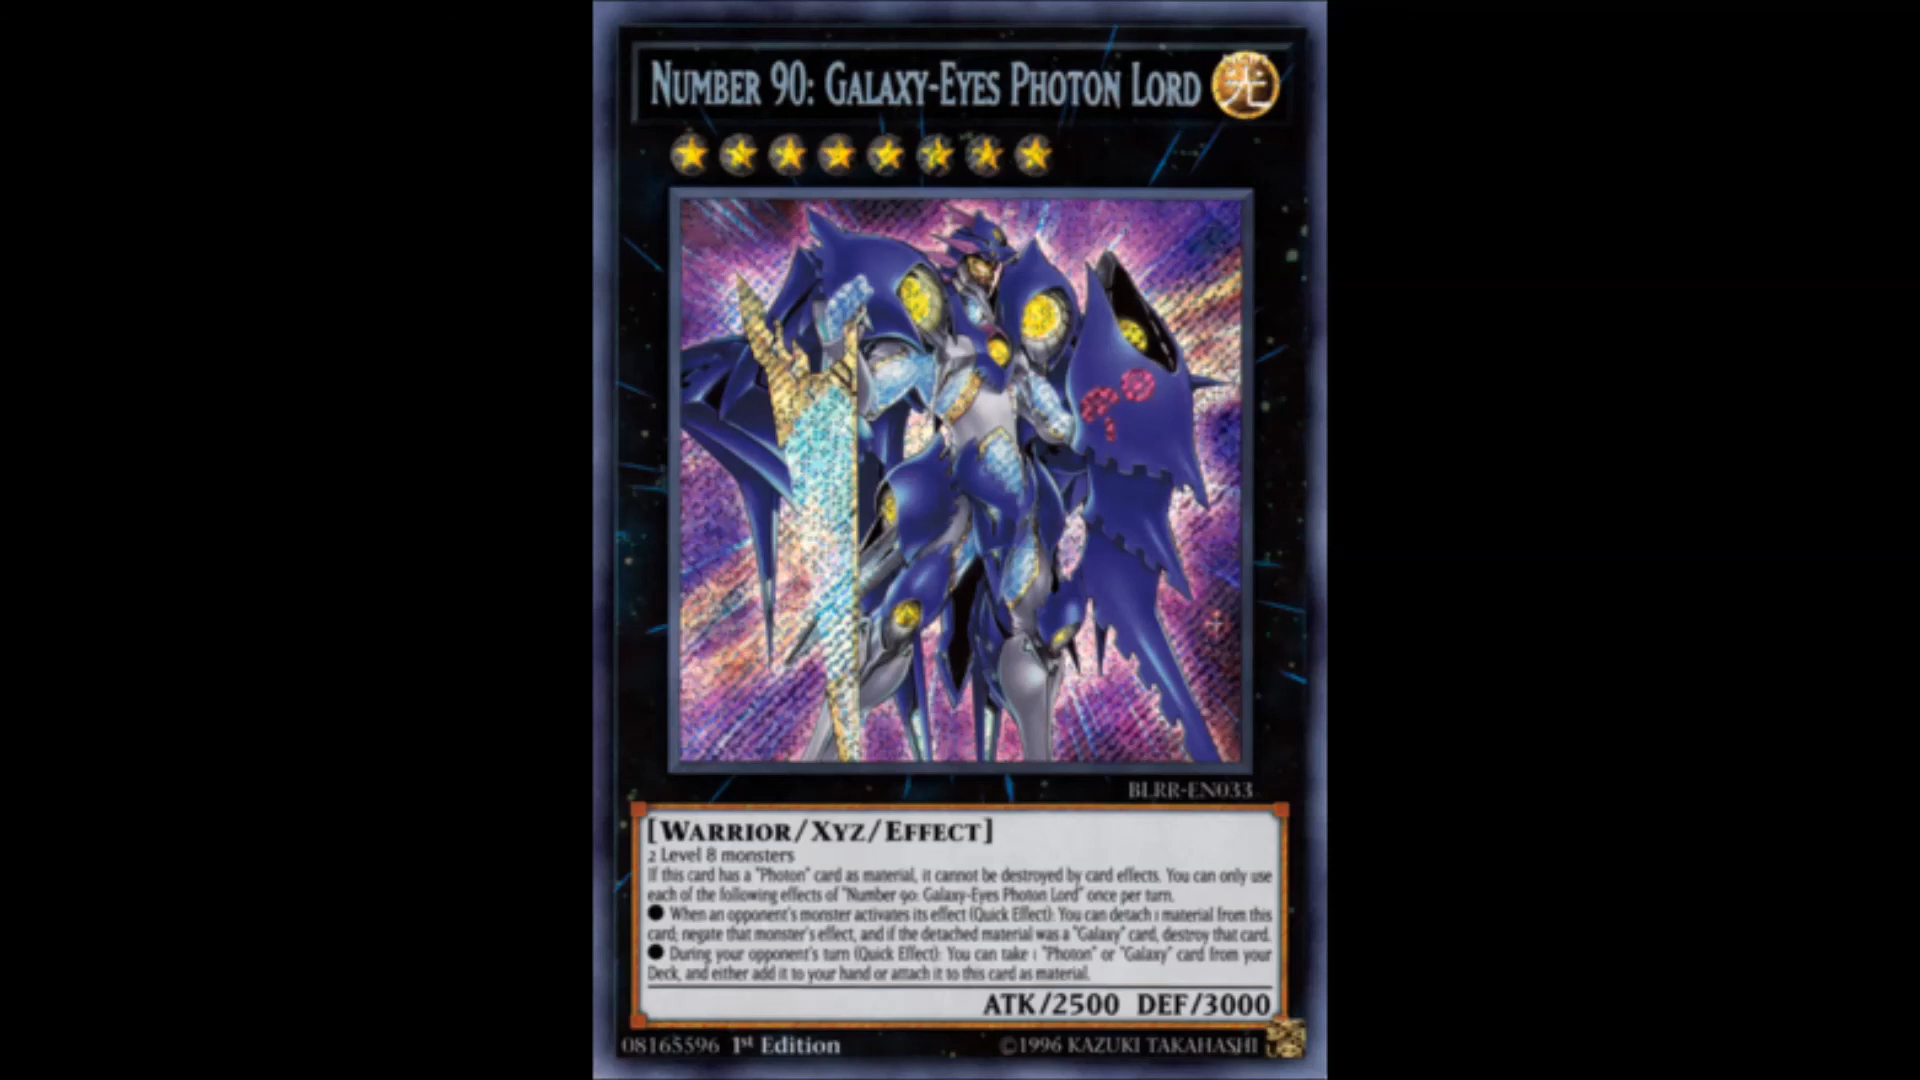 NUMBER 90: GALAXY-EYES PHOTON LORD
光
90
BLRR-EN033
[WARRIOR/XYZ/EFFECT]
2 Level 8 monsters
If this card has a "Photon" card as material, it cannot be destroyed by card effects. You can only use
each of the following effects of "Number 90: Galaxy-Eyes Photon Lord" once per turn.
● When an opponent's monster activates its effect (Quick Effect): You can detach 1 material from this
card; negate that monster's effect, and if the detached material was a "Galaxy" card, destroy that card.
● During your opponent's turn (Quick Effect): You can take 1 "Photon" or "Galaxy" card from your
Deck, and either add it to your hand or attach it to this card as material.
ATK/2500 DEF/3000
08165596 1st Edition
©1996 KAZUKI TAKAHASHI